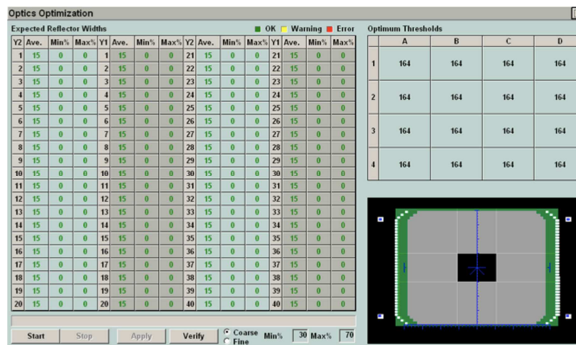 Optics Optimization
Expected Reflector Widths OK Warning Error
Y2 Ave. Min% Max% Y1 Ave. Min% Max% Y2 Ave. Min% Max% Y1 Ave. Min% Max%
1 15 0 0 1 15 0 0 21 15 0 0 21 15 0 0
2 15 0 0 2 15 0 0 22 15 0 0 22 15 0 0
3 15 0 0 3 15 0 0 23 15 0 0 23 15 0 0
4 15 0 0 4 15 0 0 24 15 0 0 24 15 0 0
5 15 0 0 5 15 0 0 25 15 0 0 25 15 0 0
6 15 0 0 6 15 0 0 26 15 0 0 26 15 0 0
7 15 0 0 7 15 0 0 27 15 0 0 27 15 0 0
8 15 0 0 8 15 0 0 28 15 0 0 28 15 0 0
9 15 0 0 9 15 0 0 29 15 0 0 29 15 0 0
10 15 0 0 10 15 0 0 30 15 0 0 30 15 0 0
11 15 0 0 11 15 0 0 31 15 0 0 31 15 0 0
12 15 0 0 12 15 0 0 32 15 0 0 32 15 0 0
13 15 0 0 13 15 0 0 33 15 0 0 33 15 0 0
14 15 0 0 14 15 0 0 34 15 0 0 34 15 0 0
15 15 0 0 15 15 0 0 35 15 0 0 35 15 0 0
16 15 0 0 16 15 0 0 36 15 0 0 36 15 0 0
17 15 0 0 17 15 0 0 37 15 0 0 37 15 0 0
18 15 0 0 18 15 0 0 38 15 0 0 38 15 0 0
19 15 0 0 19 15 0 0 39 15 0 0 39 15 0 0
20 15 0 0 20 15 0 0 40 15 0 0 40 15 0 0
Start Stop Apply Verify Coarse Min% 30 Max% 70
Fine
Optimum Thresholds
A B C D
1 164 164 164 164
2 164 164 164 164
3 164 164 164 164
4 164 164 164 164